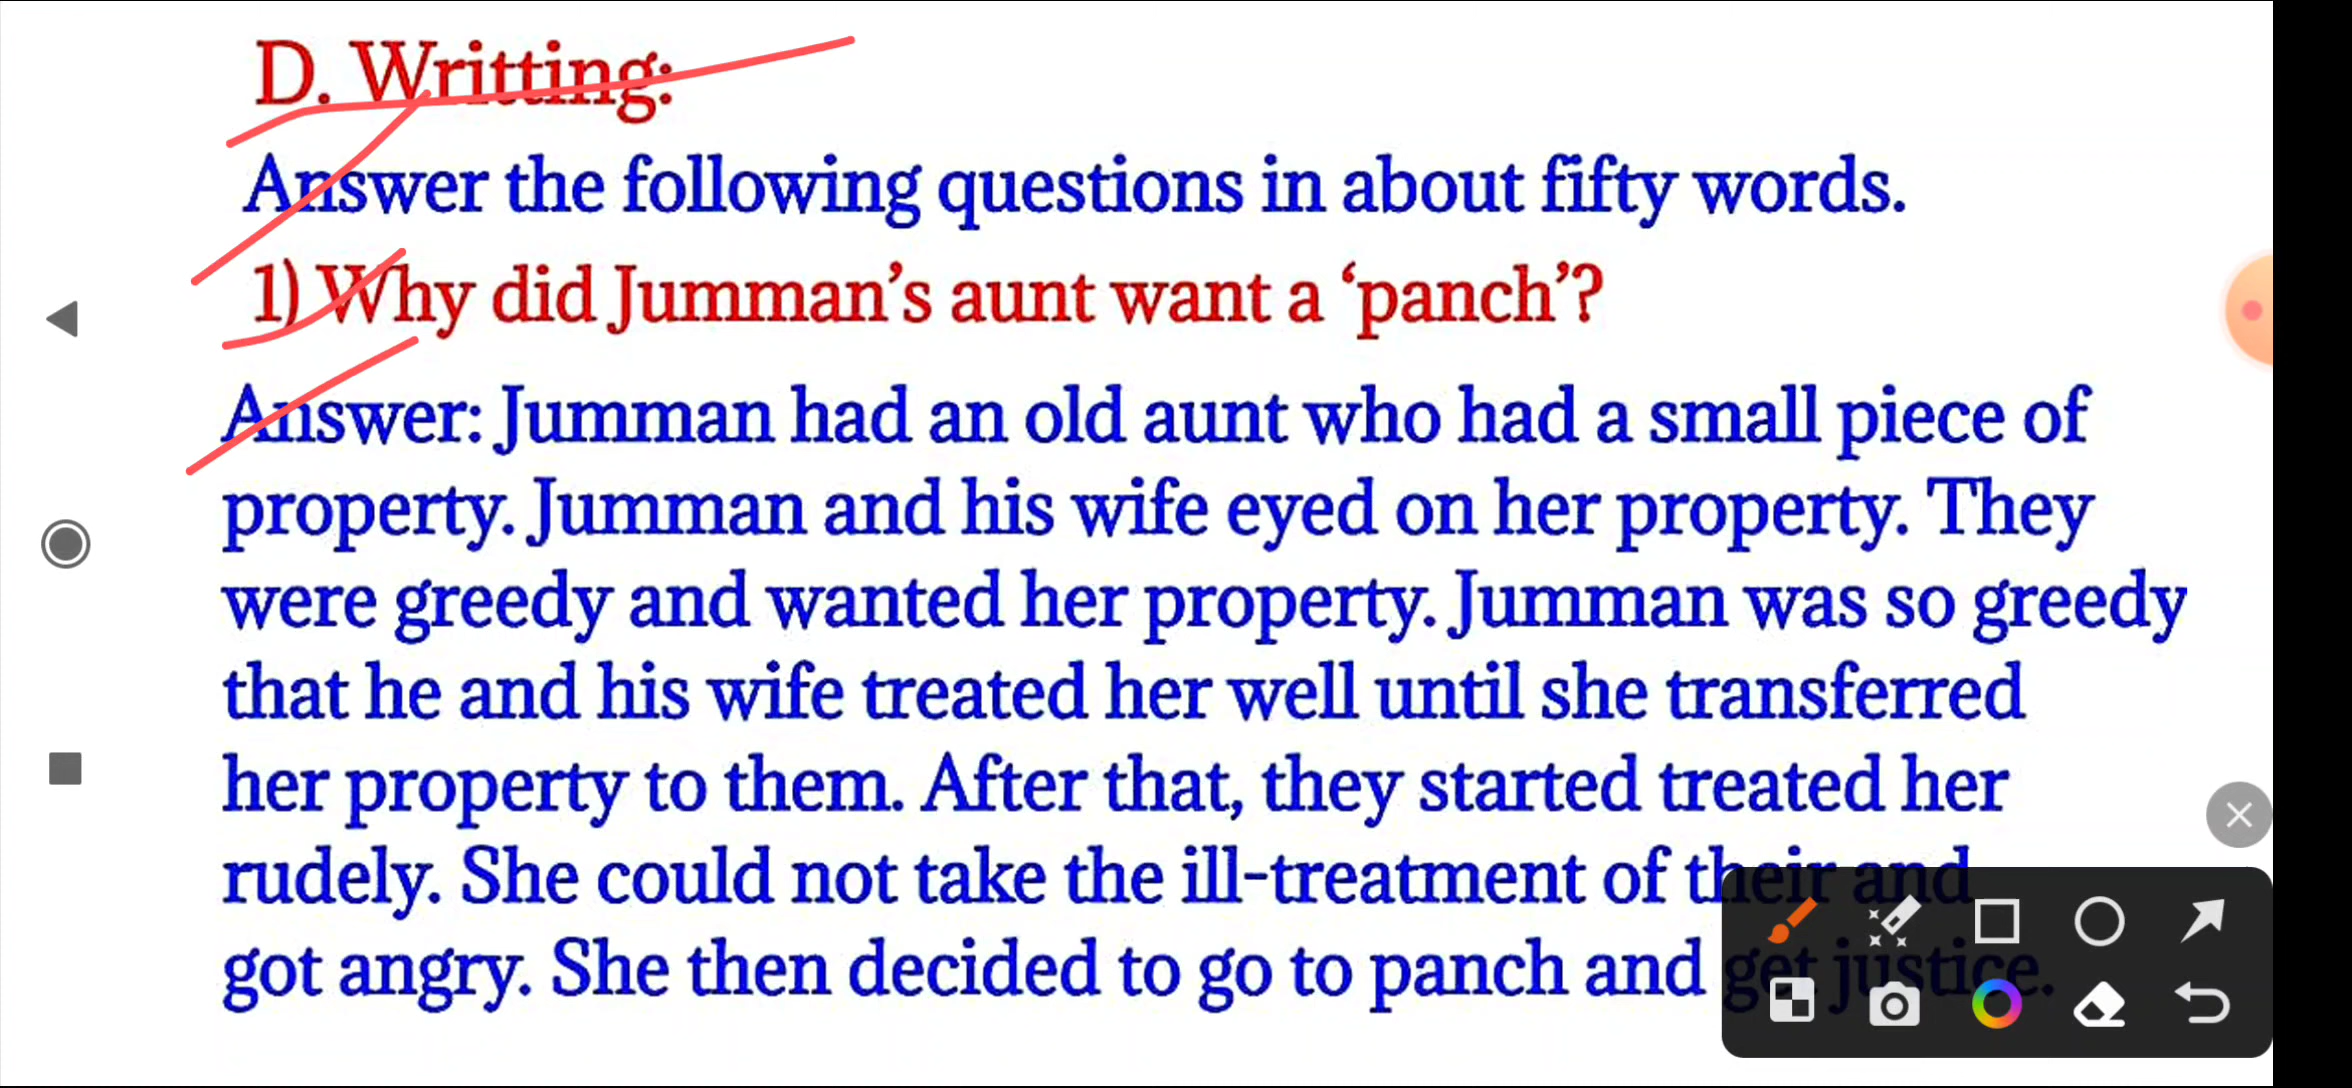 D. Writting:
Answer the following questions in about fifty words.
1) Why did Jumman’s aunt want a ‘panch’?
Answer: Jumman had an old aunt who had a small piece of
property. Jumman and his wife eyed on her property. They
were greedy and wanted her property. Jumman was so greedy
that he and his wife treated her well until she transferred
her property to them. After that, they started treated her
rudely. She could not take the ill-treatment of their and
got angry. She then decided to go to panch and get justice.